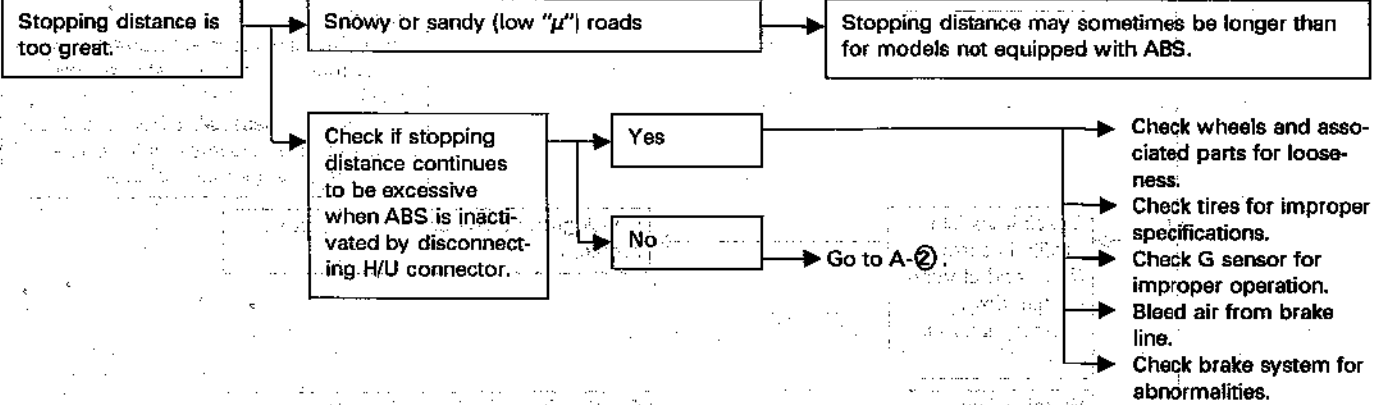 Stopping distance is
too great.
Snowy or sandy (low "μ") roads
Stopping distance may sometimes be longer than
for models not equipped with ABS.
Check if stopping
distance continues
to be excessive
when ABS is inacti-
vated by disconnect-
ing H/U connector.
Yes
No
Go to A-②.
Check wheels and asso-
ciated parts for loose-
ness.
Check tires for improper
specifications.
Check G sensor for
improper operation.
Bleed air from brake
line.
Check brake system for
abnormalities.